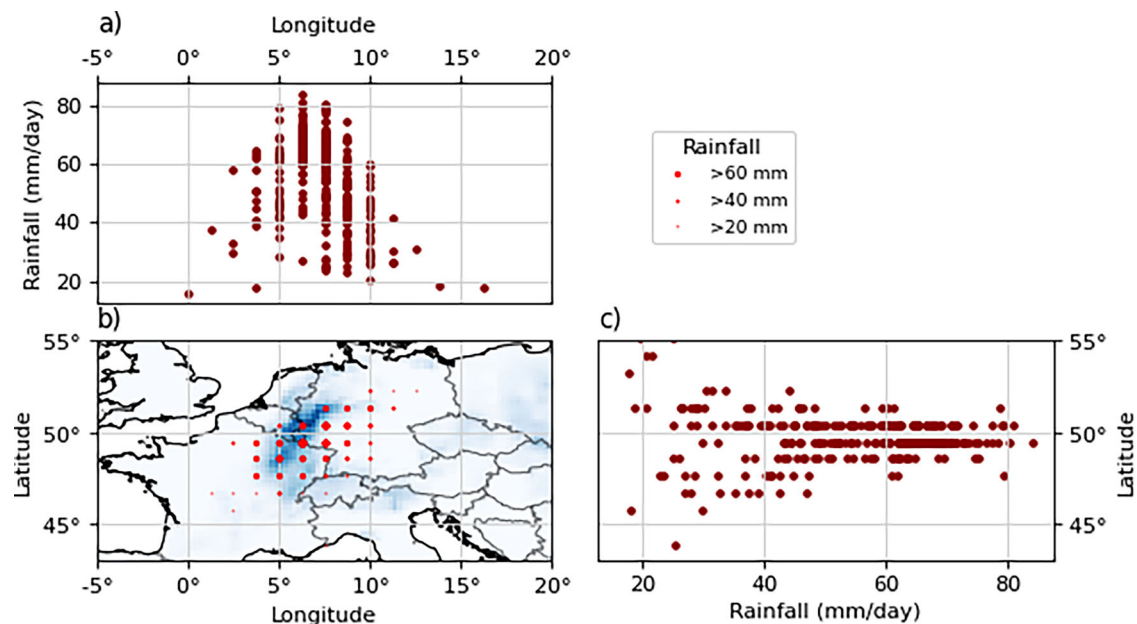 a)
Longitude
-5° 0° 5° 10° 15° 20°
80
60
40
20
Rainfall (mm/day)
Rainfall
>60 mm
>40 mm
>20 mm
b)
55°
50°
45°
Latitude
-5° 0° 5° 10° 15° 20°
Longitude
c)
55°
50°
45°
Latitude
20 40 60 80
Rainfall (mm/day)